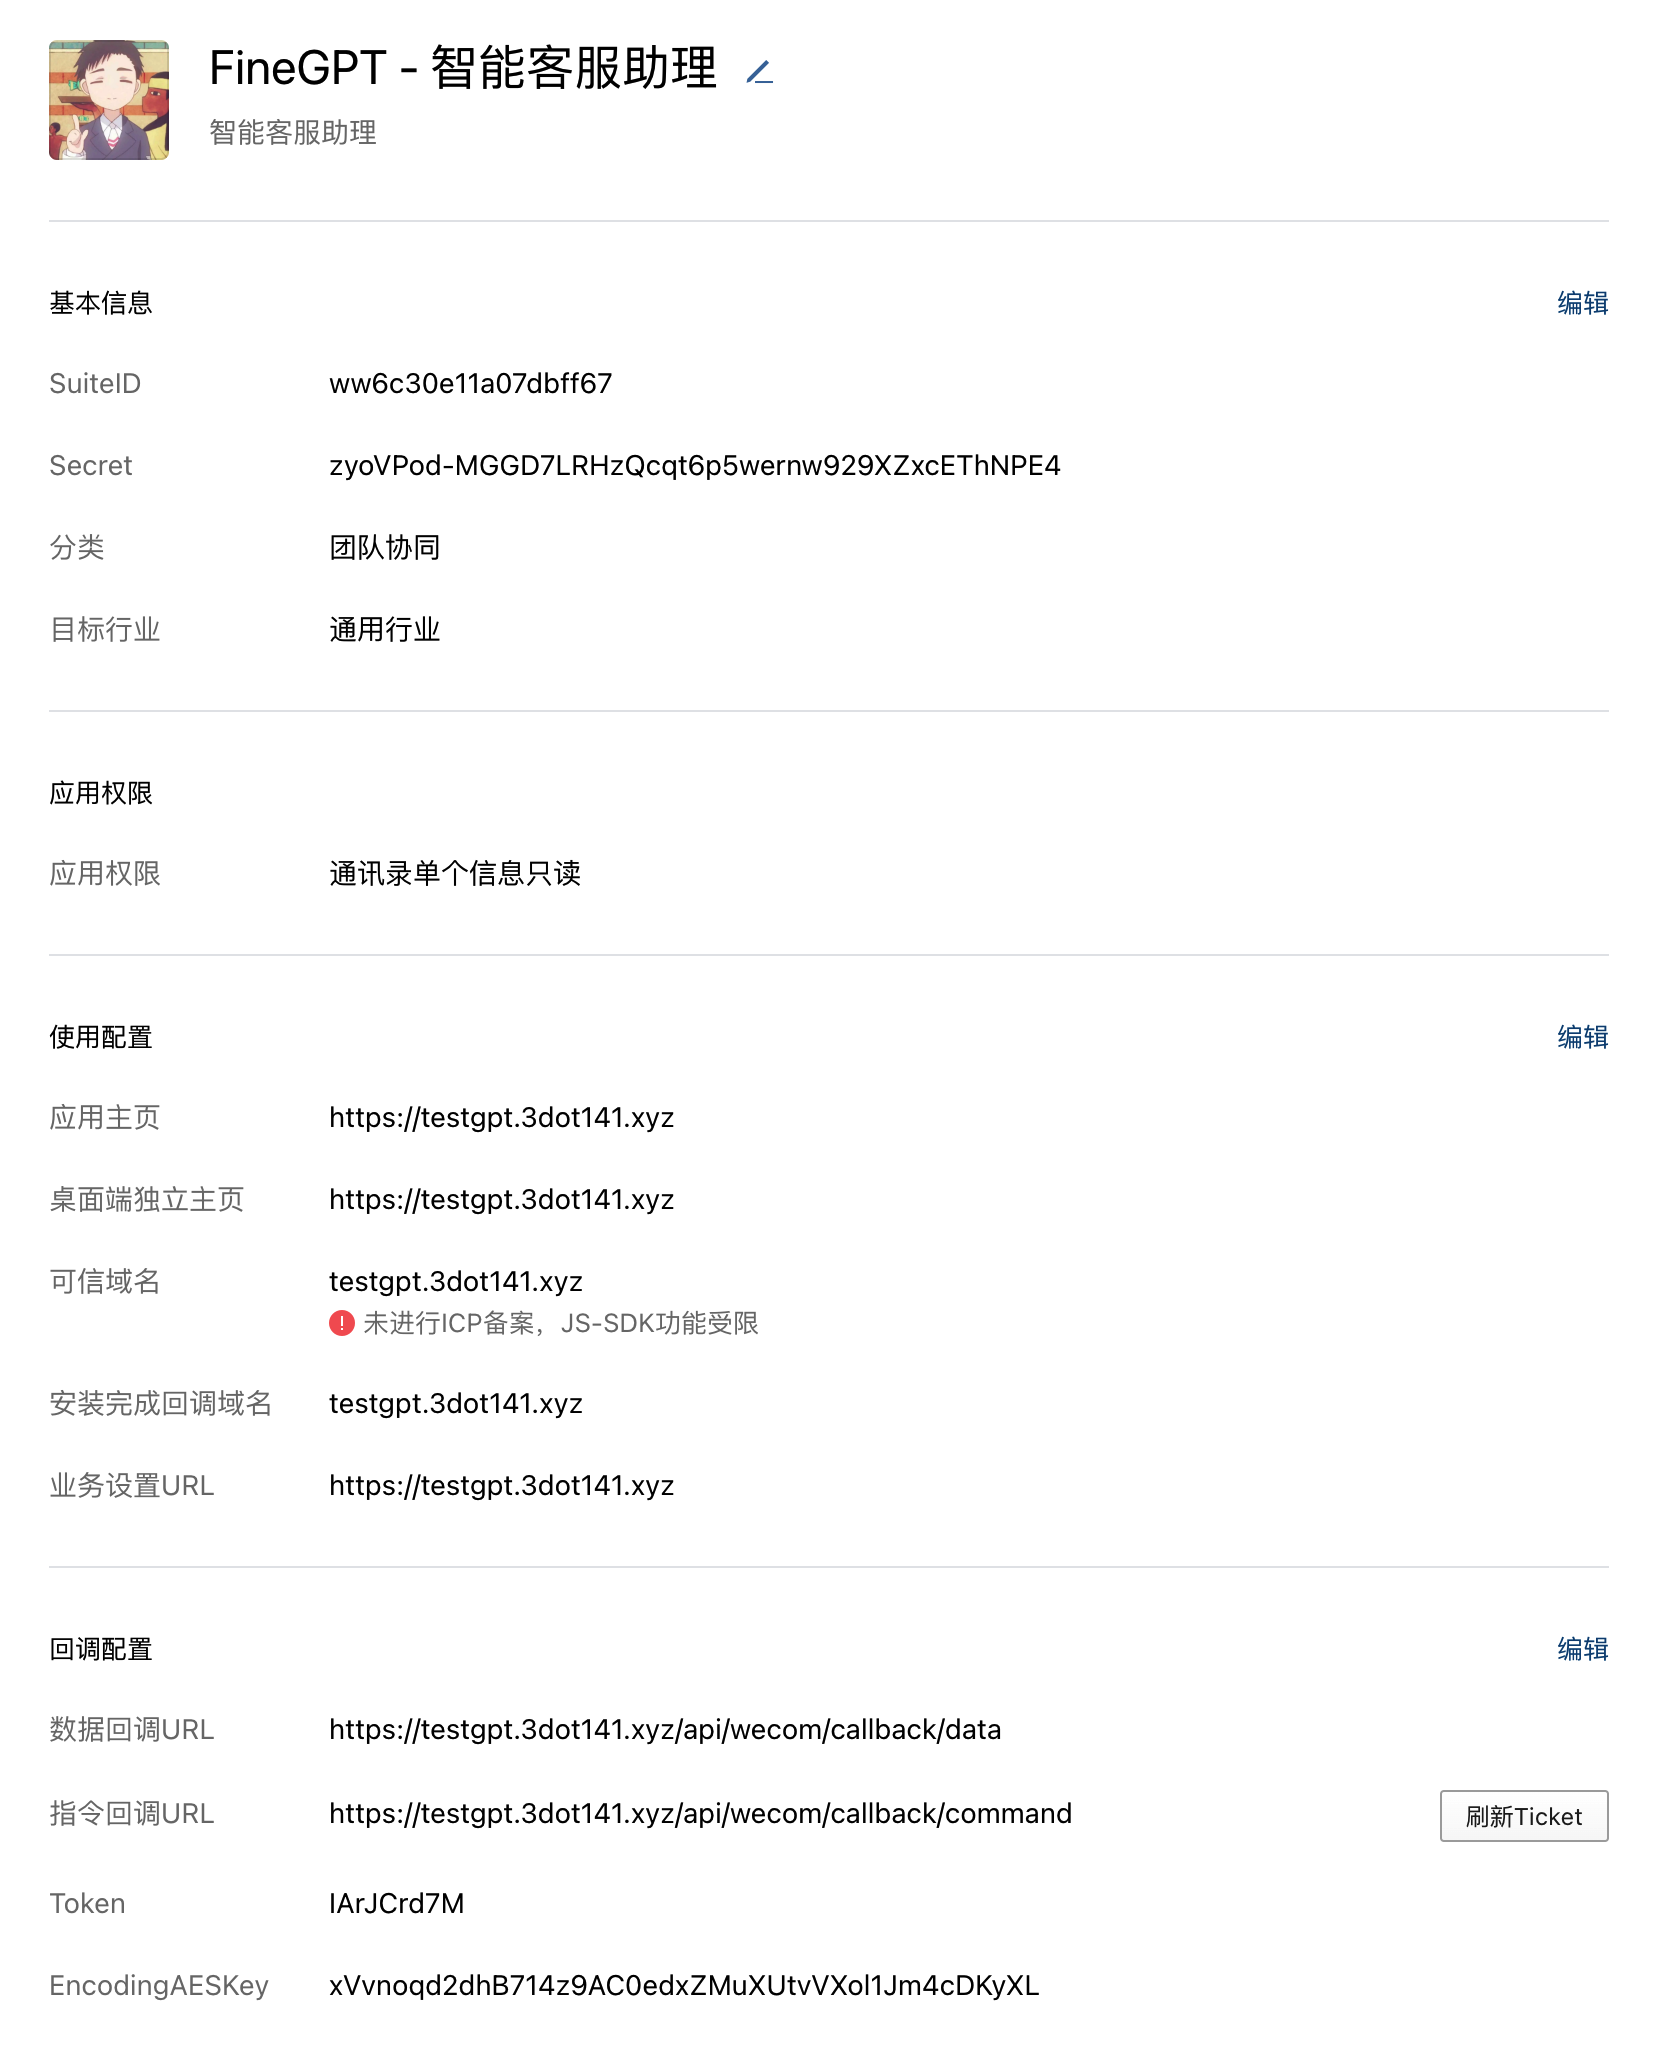 FineGPT - 智能客服助理
智能客服助理
基本信息 编辑
SuiteID ww6c30e11a07dbff67
Secret zyoVPod-MGGD7LRHzQcqt6p5wernw929XZxcEThNPE4
分类 团队协同
目标行业 通用行业
应用权限
应用权限 通讯录单个信息只读
使用配置 编辑
应用主页 https://testgpt.3dot141.xyz
桌面端独立主页 https://testgpt.3dot141.xyz
可信域名 testgpt.3dot141.xyz
未进行ICP备案，JS-SDK功能受限
安装完成回调域名 testgpt.3dot141.xyz
业务设置URL https://testgpt.3dot141.xyz
回调配置 编辑
数据回调URL https://testgpt.3dot141.xyz/api/wecom/callback/data
指令回调URL https://testgpt.3dot141.xyz/api/wecom/callback/command 刷新Ticket
Token IArJCrd7M
EncodingAESKey xVvnoqd2dhB714z9AC0edxZMuXUtvVXol1Jm4cDKyXL